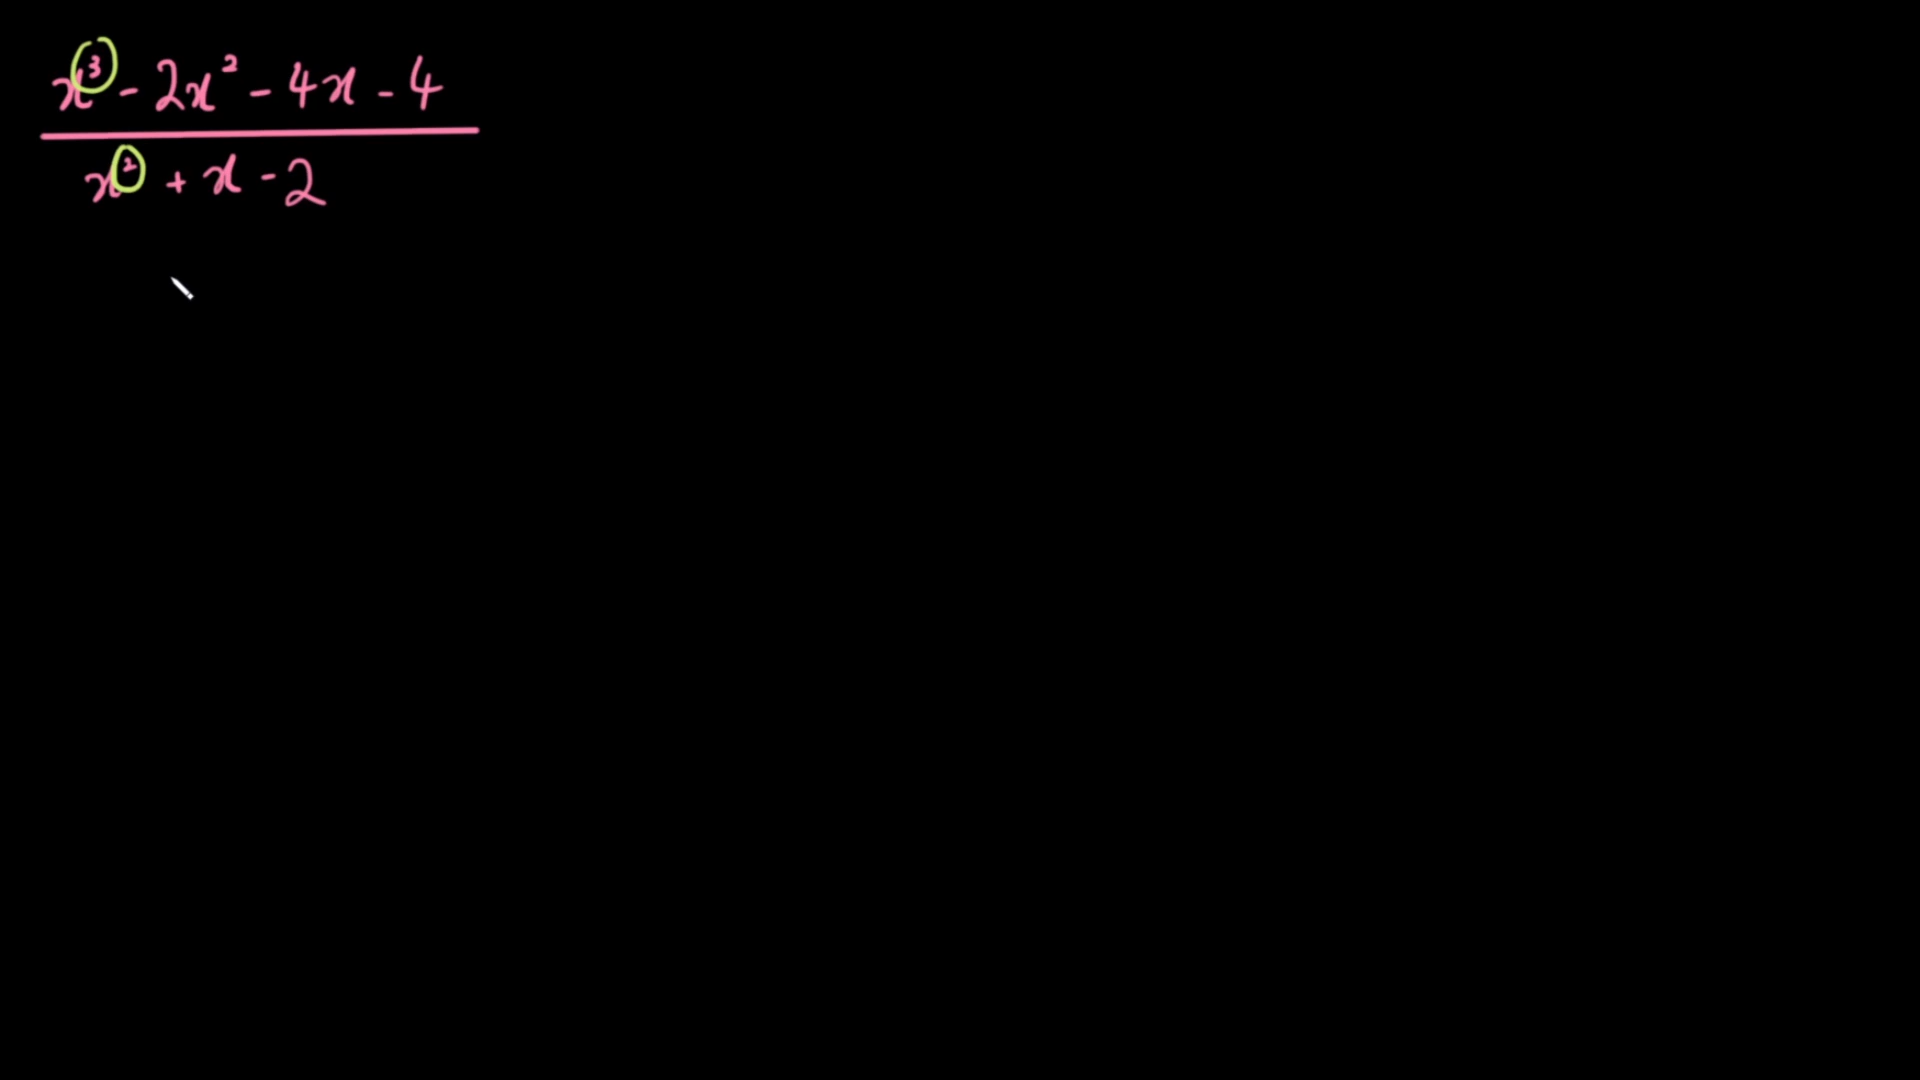 x³ - 2x² - 4x - 4
x² + x - 2